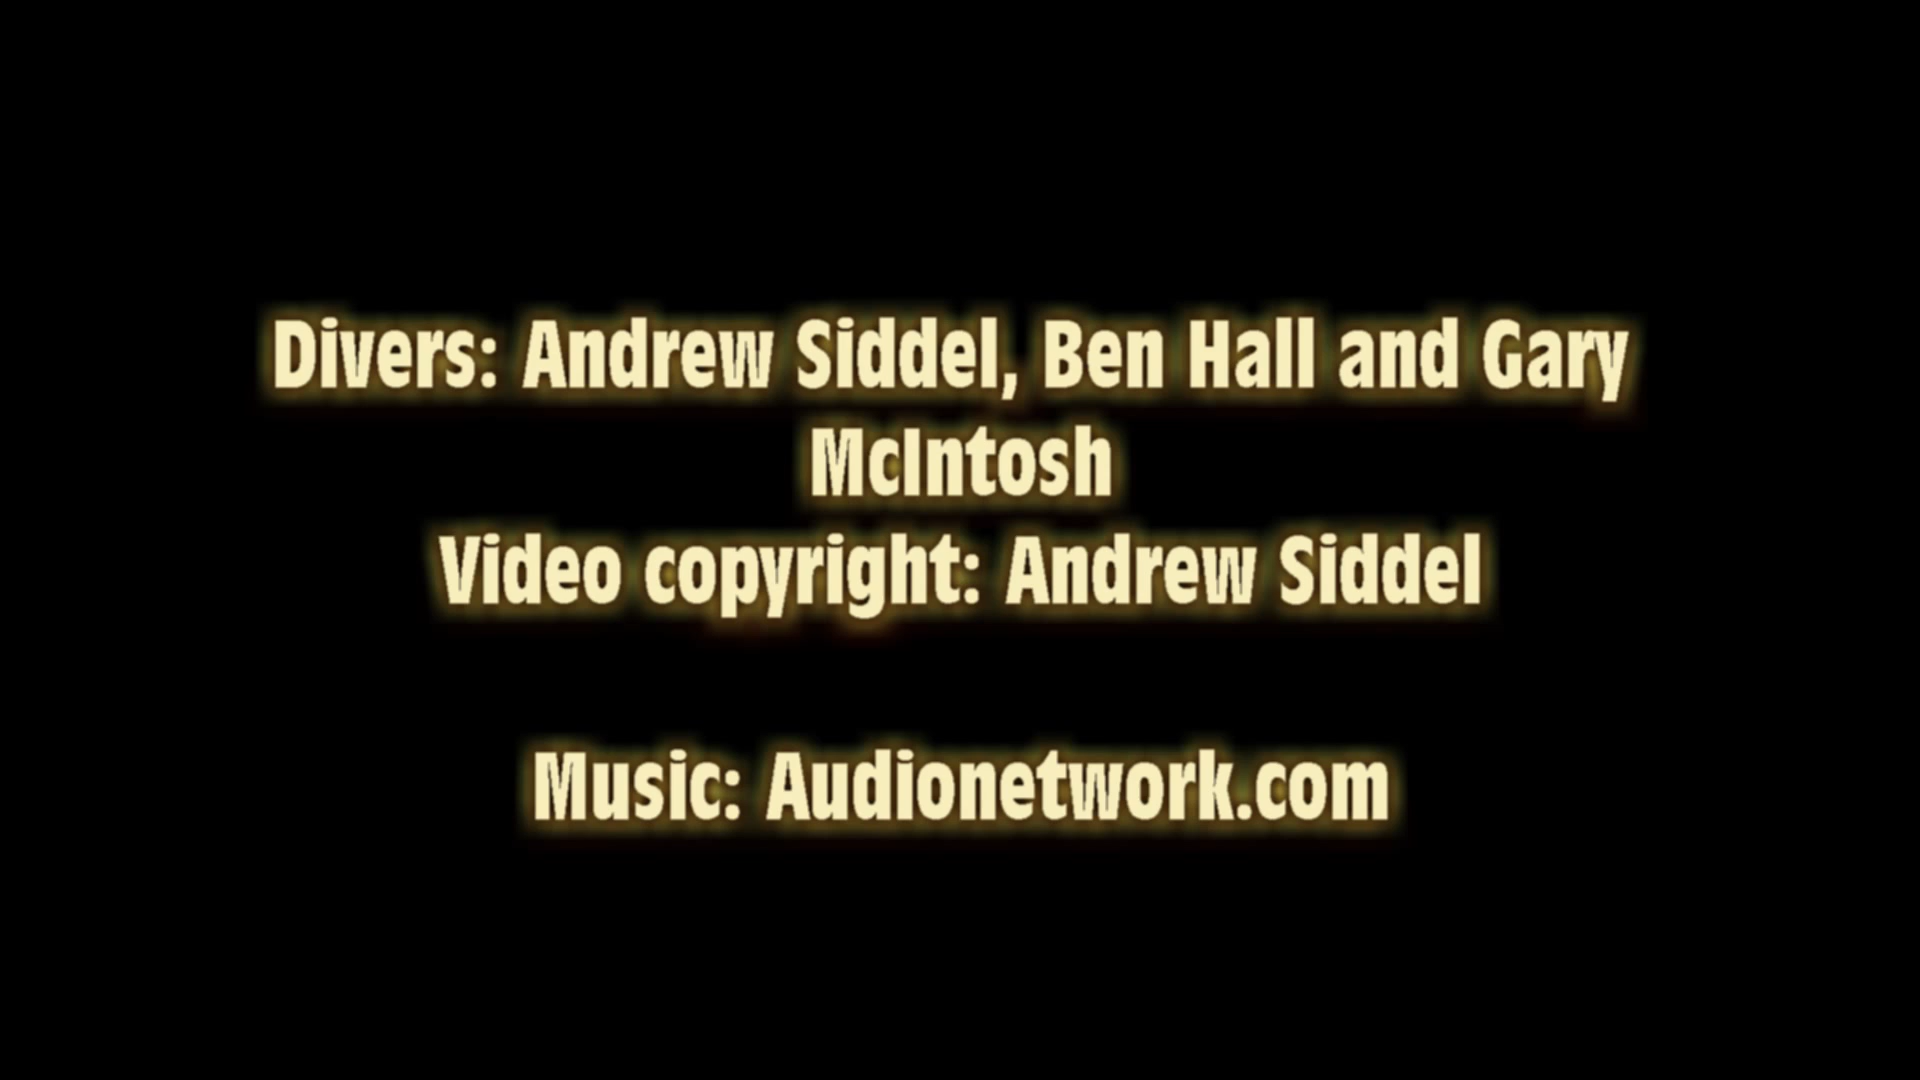 Divers: Andrew Siddel, Ben Hall and Gary
McIntosh
Video copyright: Andrew Siddel
Music: Audionetwork.com